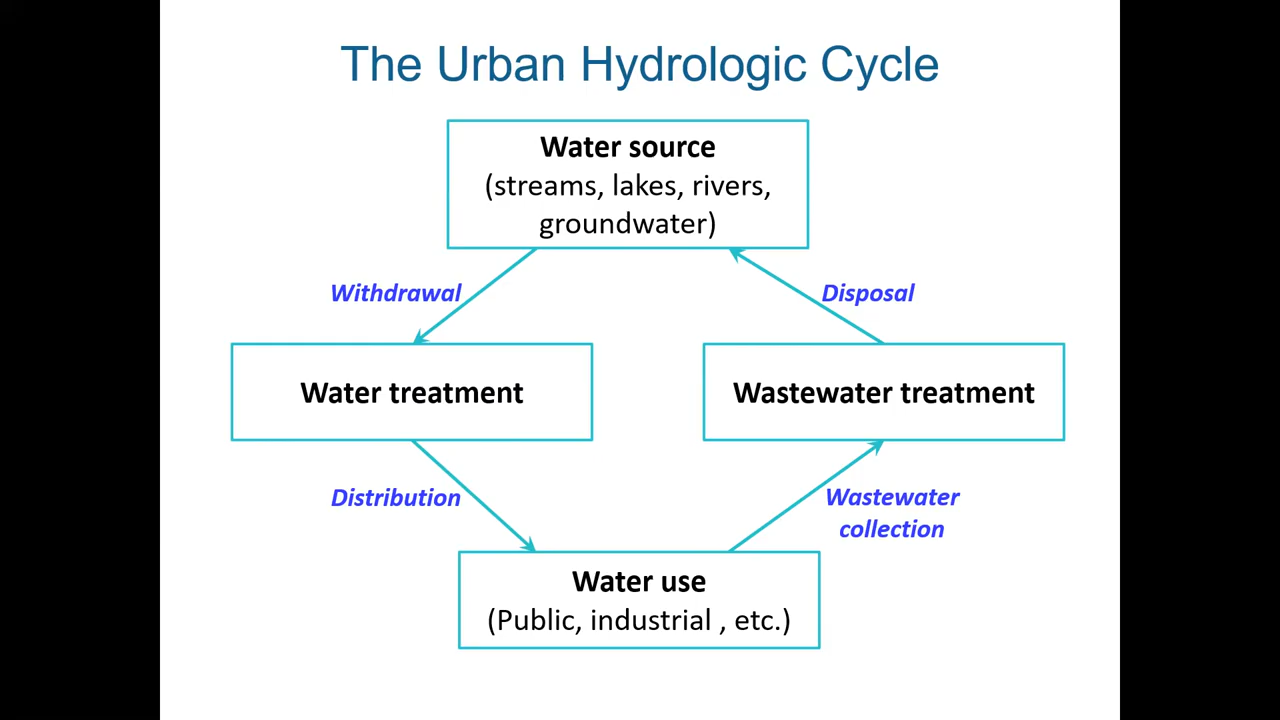 The Urban Hydrologic Cycle
Water source
(streams, lakes, rivers,
groundwater)
Withdrawal
Disposal
Water treatment
Wastewater treatment
Distribution
Wastewater
collection
Water use
(Public, industrial , etc.)